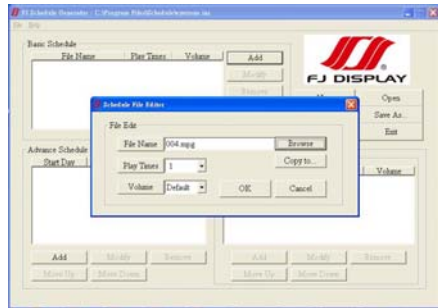 FJ Schedule Generator - C:\Program Files\Schedule\
File
Basic Schedule
File Name Play Times Volume
Add
Modify
Remove
FJ DISPLAY
Open
Save As...
Exit
Schedule File Editor
File Edit
File Name 004.mpg Browse
Play Times 1 Copy to...
Volume Default OK Cancel
Advance Schedule
Start Day
Volume
Add Modify Remove Add Modify Remove
Move Up Move Down Move Up Move Down